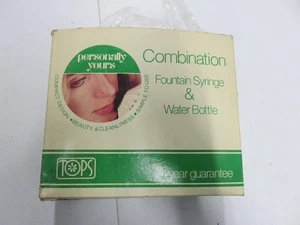 personally
yours
COMPACT DESIGN • BEAUTY & CLEANLINESS • SIMPLE TO USE
Combination
Fountain Syringe
&
Water Bottle
TOPS
year guarantee